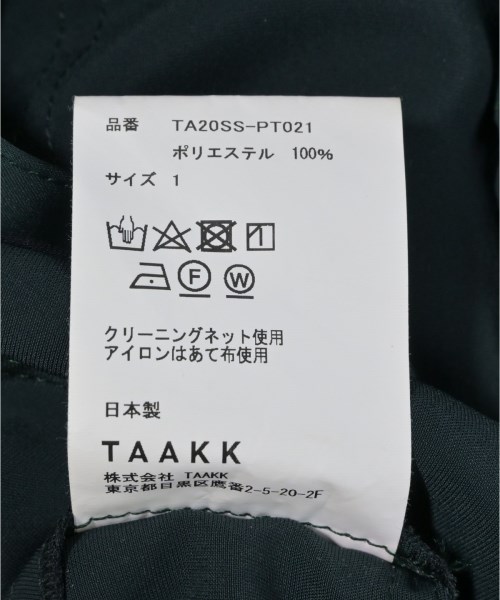 品番 TA20SS-PT021
ポリエステル 100%
サイズ 1
F W
クリーニングネット使用
アイロンはあて布使用
日本製
TAAKK
株式会社 TAAKK
東京都目黒区鷹番2-5-20-2F